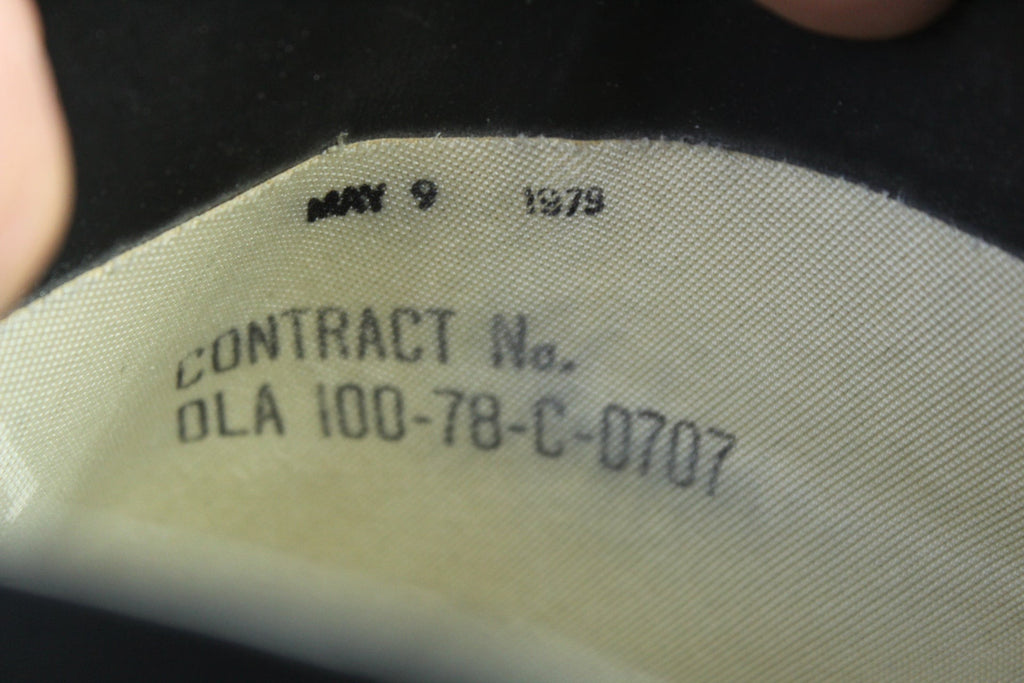 MAY 9 1979
CONTRACT No.
DLA 100-78-C-0707